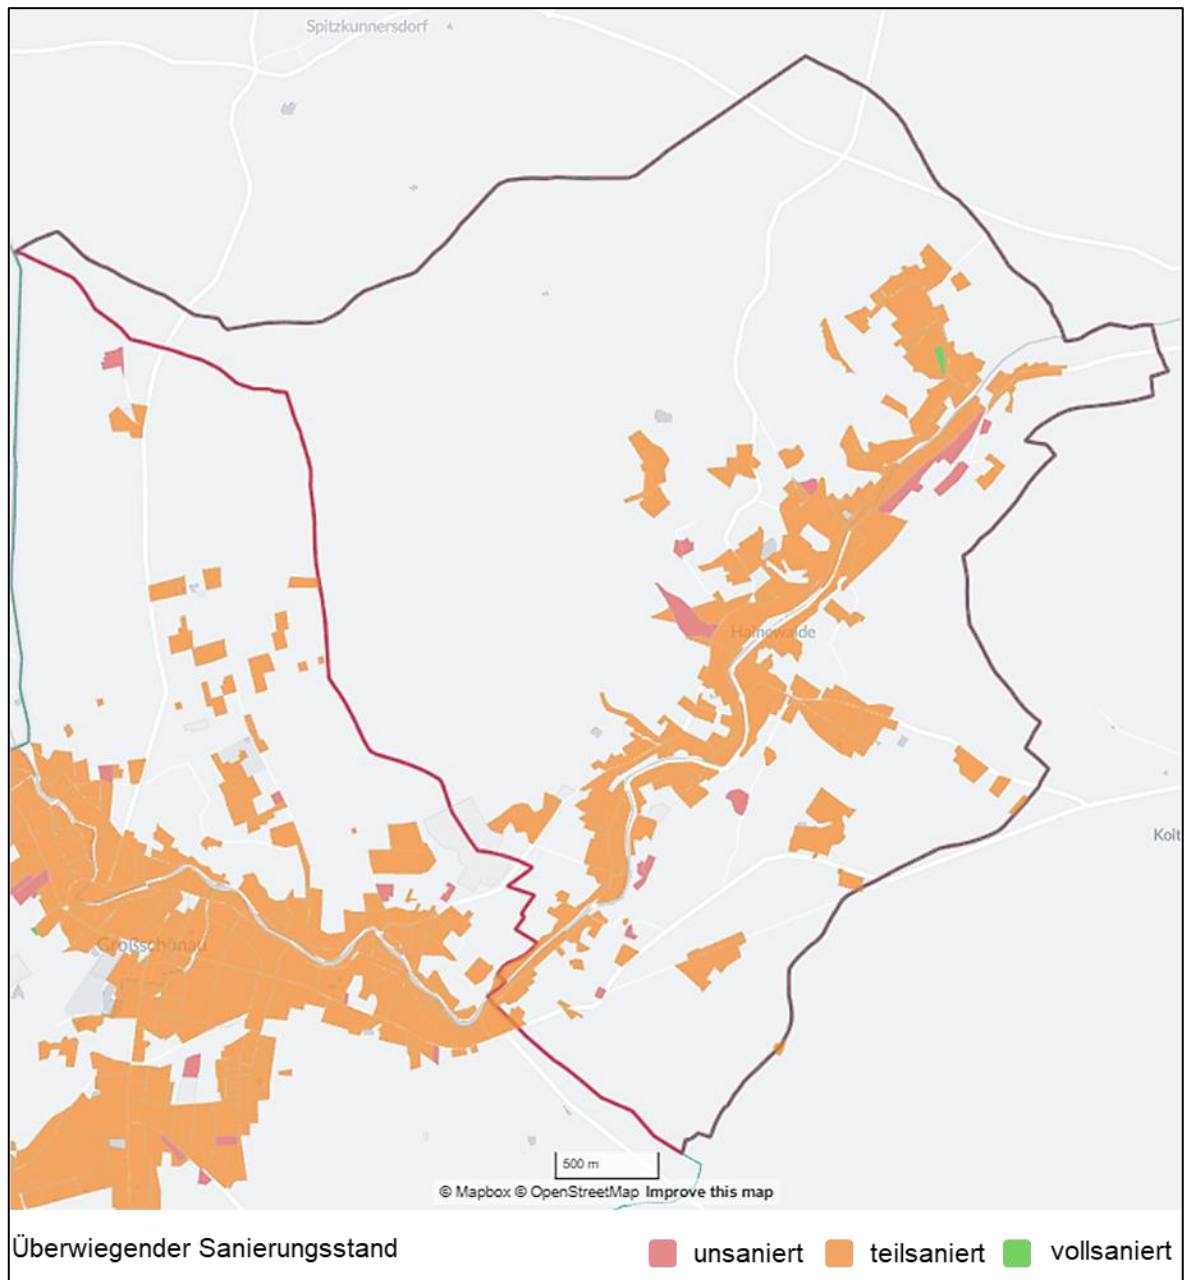 Spitzkunnersdorf
Hainewalde
Koit
Großschönau
500 m
© Mapbox © OpenStreetMap Improve this map
Überwiegender Sanierungsstand
unsaniert
teilsaniert
vollsaniert